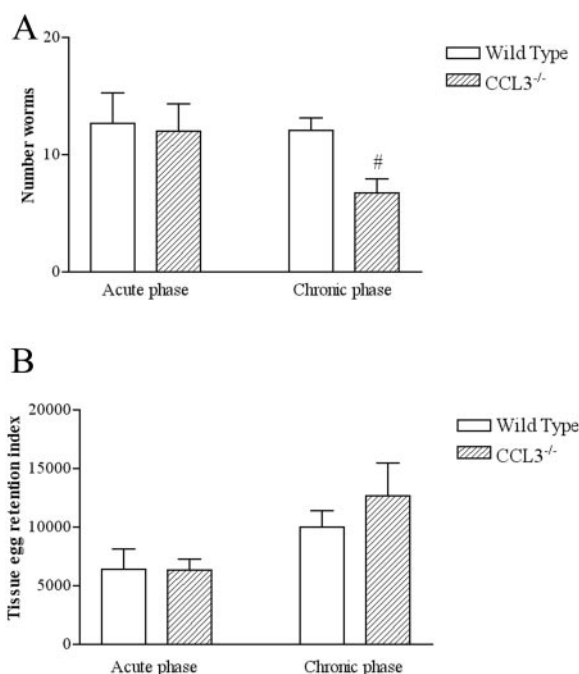 A
20
10
0
Number worms
Wild Type
CCL3-/-
#
Acute phase
Chronic phase
B
20000
15000
10000
5000
0
Tissue egg retention index
Wild Type
CCL3-/-
Acute phase
Chronic phase